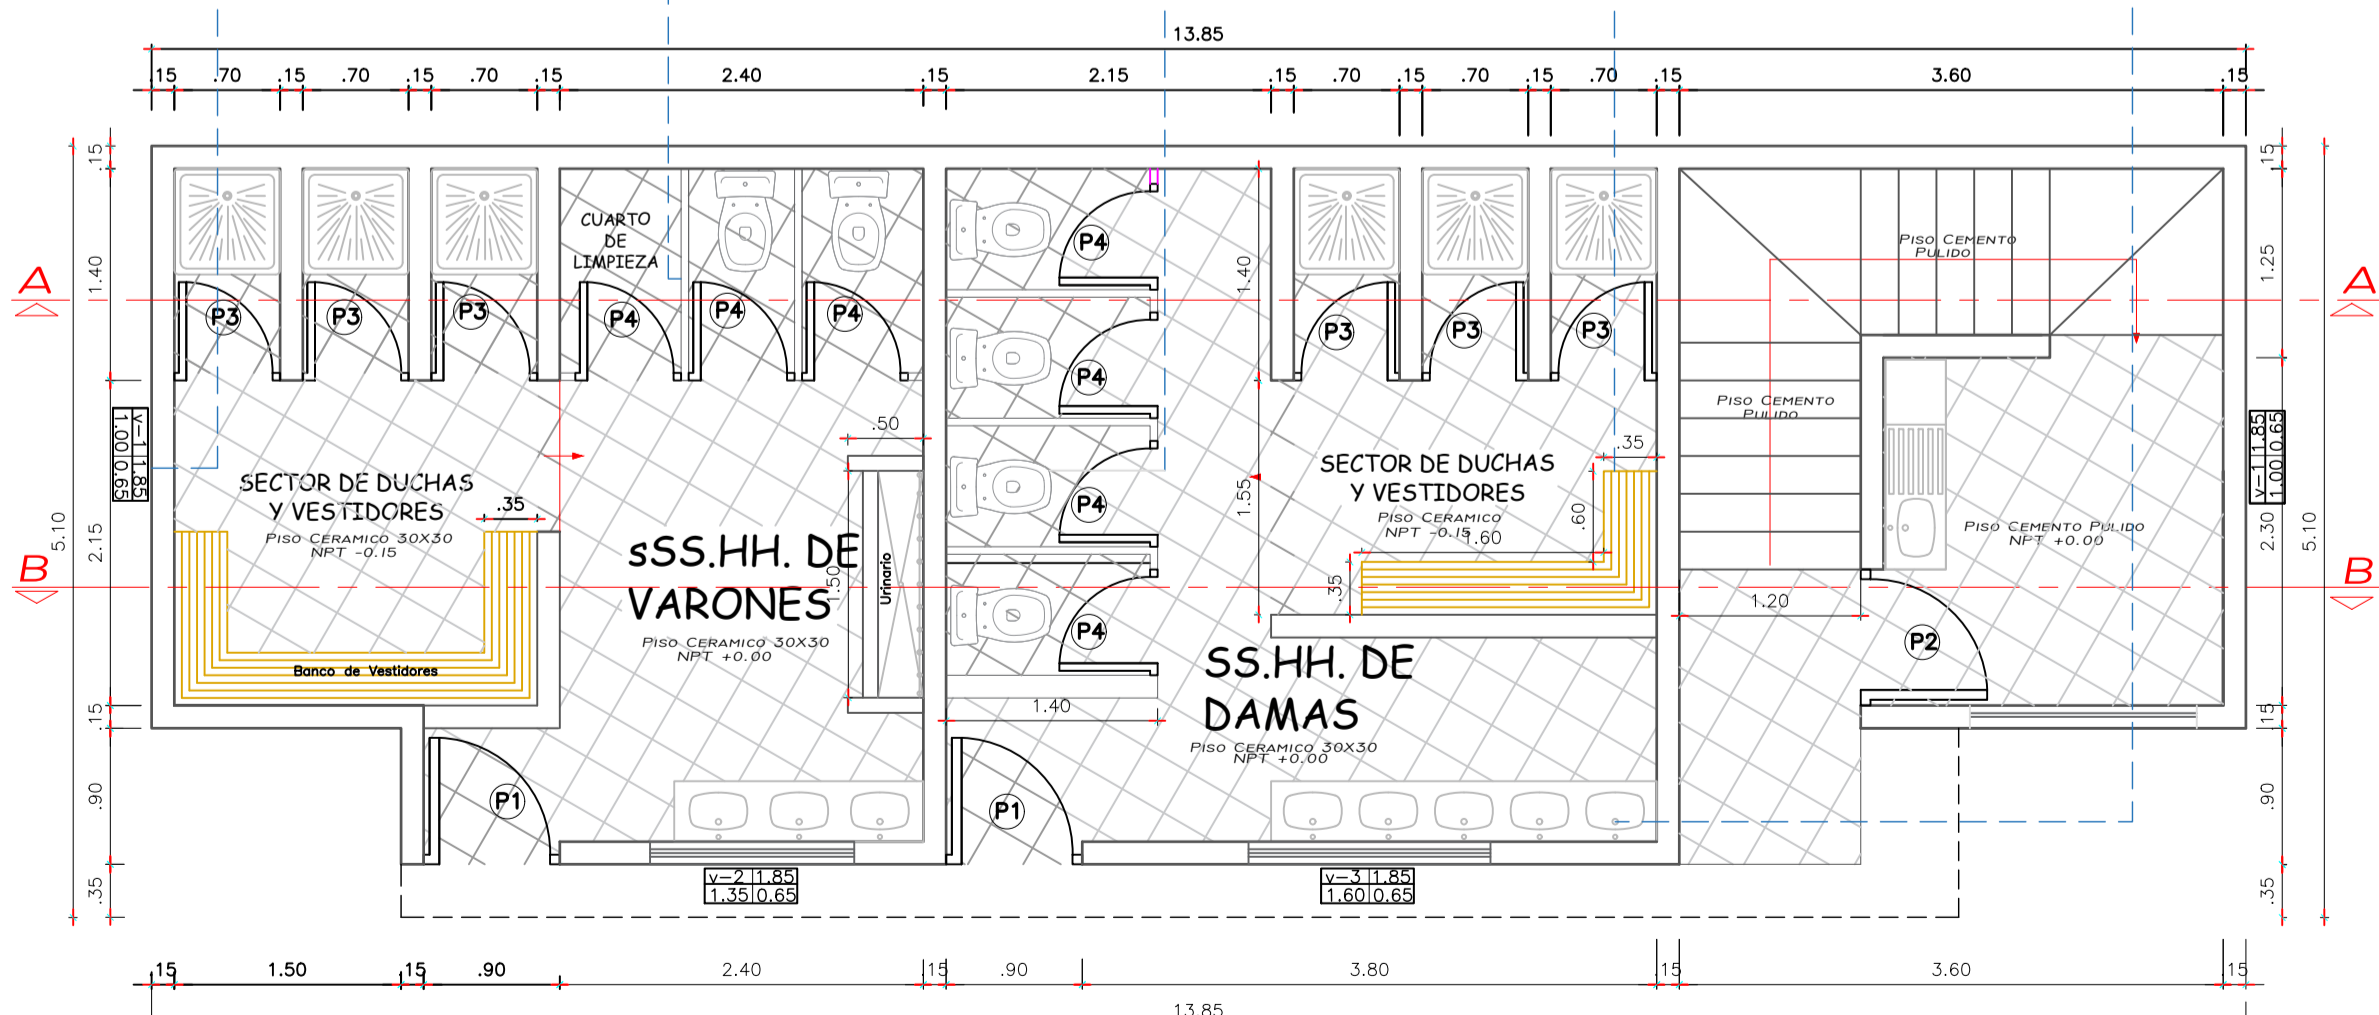 13.85
.15 .70 .15 .70 .15 .70 .15 2.40 .15 2.15 .15 .70 .15 .70 .15 .70 .15 3.60 .15
.15
1.40
2.15
.15
.90
.35
5.10
A
B
v-1 1.85
1.00 0.65
P3
P3
P3
CUARTO
DE
LIMPIEZA
P4
P4
P4
SECTOR DE DUCHAS
Y VESTIDORES
PISO CERAMICO 30X30
NPT -0.15
.35
Banco de Vestidores
sSS.HH. DE
VARONES
PISO CERAMICO 30X30
NPT +0.00
.50
1.50
Urinario
P1
v-2 1.85
1.35 0.65
P4
P4
P4
P4
1.40
1.40
1.55
P3
P3
P3
SECTOR DE DUCHAS
Y VESTIDORES
PISO CERAMICO
NPT -0.15
.35
.60
1.60
.35
SS.HH. DE
DAMAS
PISO CERAMICO 30X30
NPT +0.00
P1
v-3 1.85
1.60 0.65
PISO CEMENTO
PULIDO
PISO CEMENTO
PULIDO
PISO CEMENTO PULIDO
NPT +0.00
1.20
P2
A
B
.15
1.25
2.30
.15
.90
.35
5.10
v-1 1.85
1.00 0.65
.15 1.50 .15 .90 2.40 .15 .90 3.80 .15 3.60 .15
13.85